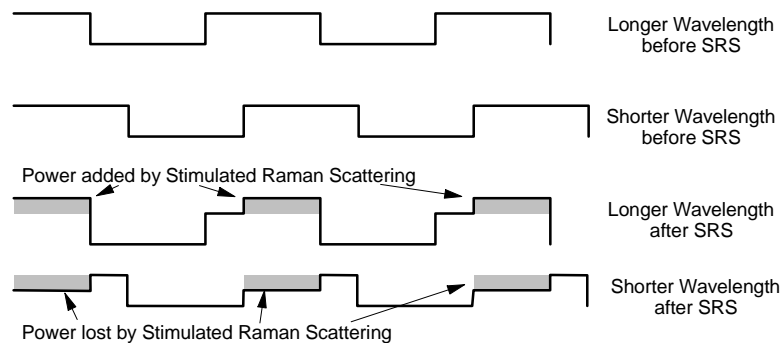 Longer Wavelength
before SRS
Shorter Wavelength
before SRS
Power added by Stimulated Raman Scattering
Longer Wavelength
after SRS
Shorter Wavelength
after SRS
Power lost by Stimulated Raman Scattering